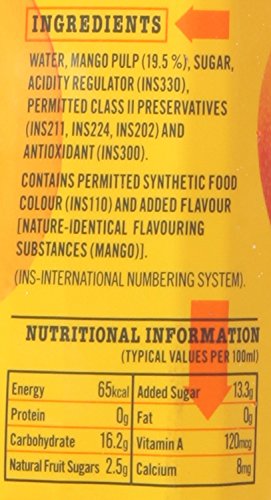 INGREDIENTS
WATER, MANGO PULP (19.5%), SUGAR,
ACIDITY REGULATOR (INS330),
PERMITTED CLASS II PRESERVATIVES
(INS211, INS224, INS202) AND
ANTIOXIDANT (INS300).
CONTAINS PERMITTED SYNTHETIC FOOD
COLOUR (INS110) AND ADDED FLAVOUR
[NATURE-IDENTICAL FLAVOURING
SUBSTANCES (MANGO)].
(INS-INTERNATIONAL NUMBERING SYSTEM).
NUTRITIONAL INFORMATION
(TYPICAL VALUES PER 100ml)
Energy 65kcal Added Sugar 13.3g
Protein 0g Fat 0g
Carbohydrate 16.2g Vitamin A 120mcg
Natural Fruit Sugars 2.5g Calcium 8mg